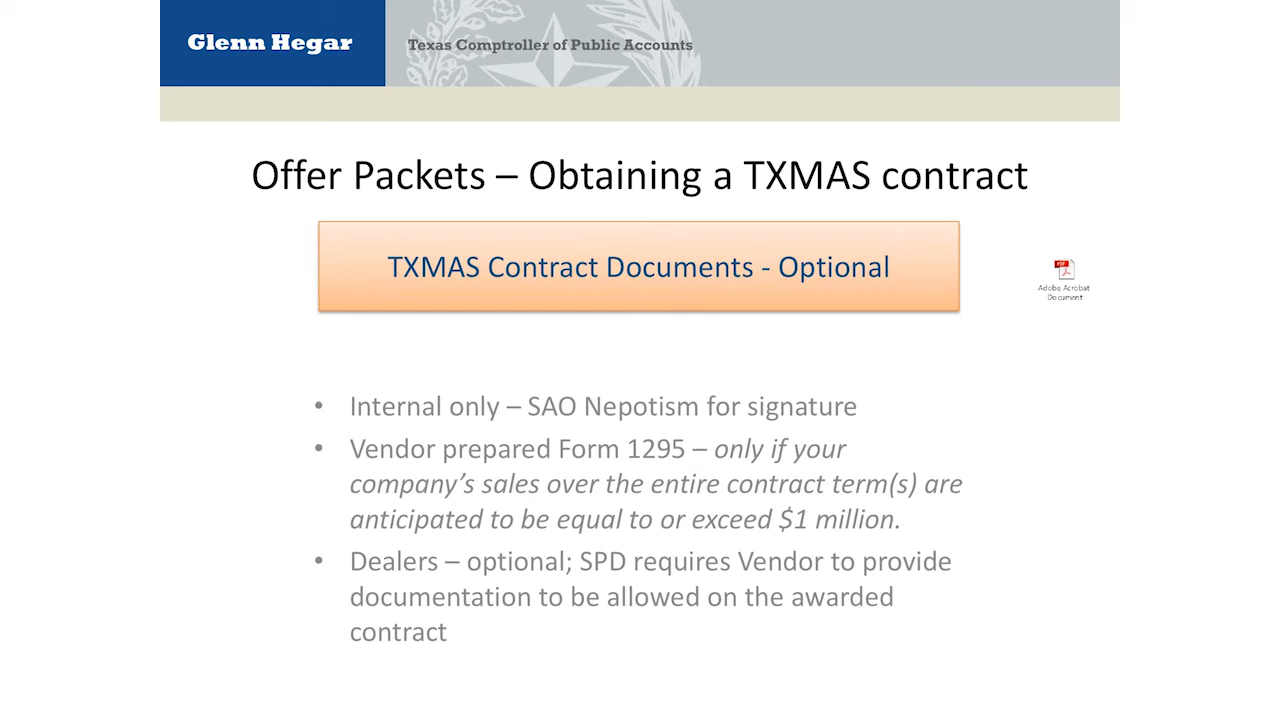 Glenn Hegar
Texas Comptroller of Public Accounts
Offer Packets – Obtaining a TXMAS contract
TXMAS Contract Documents - Optional
Adobe Acrobat
Document
• Internal only – SAO Nepotism for signature
• Vendor prepared Form 1295 – only if your
company’s sales over the entire contract term(s) are
anticipated to be equal to or exceed $1 million.
• Dealers – optional; SPD requires Vendor to provide
documentation to be allowed on the awarded
contract